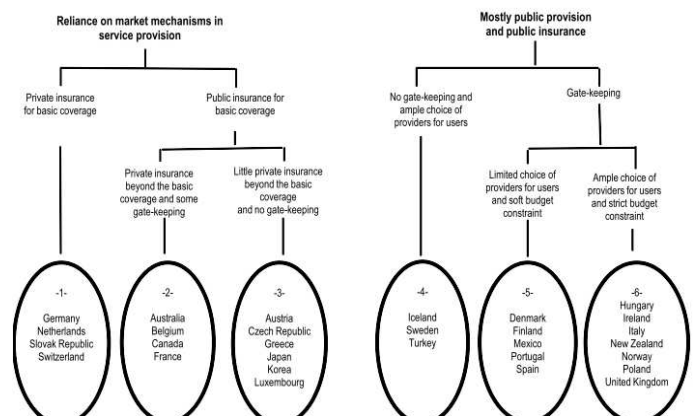 Reliance on market mechanisms in
service provision
Mostly public provision
and public insurance
Private insurance
for basic coverage
Public insurance for
basic coverage
No gate-keeping and
ample choice of
providers for users
Gate-keeping
Private insurance
beyond the basic
coverage and some
gate-keeping
Little private insurance
beyond the basic
coverage
and no gate-keeping
Limited choice of
providers for users
and soft budget
constraint
Ample choice of
providers for users
and strict budget
constraint
-1-
Germany
Netherlands
Slovak Republic
Switzerland
-2-
Australia
Belgium
Canada
France
-3-
Austria
Czech Republic
Greece
Japan
Korea
Luxembourg
-4-
Iceland
Sweden
Turkey
-5-
Denmark
Finland
Mexico
Portugal
Spain
-6-
Hungary
Ireland
Italy
New Zealand
Norway
Poland
United Kingdom